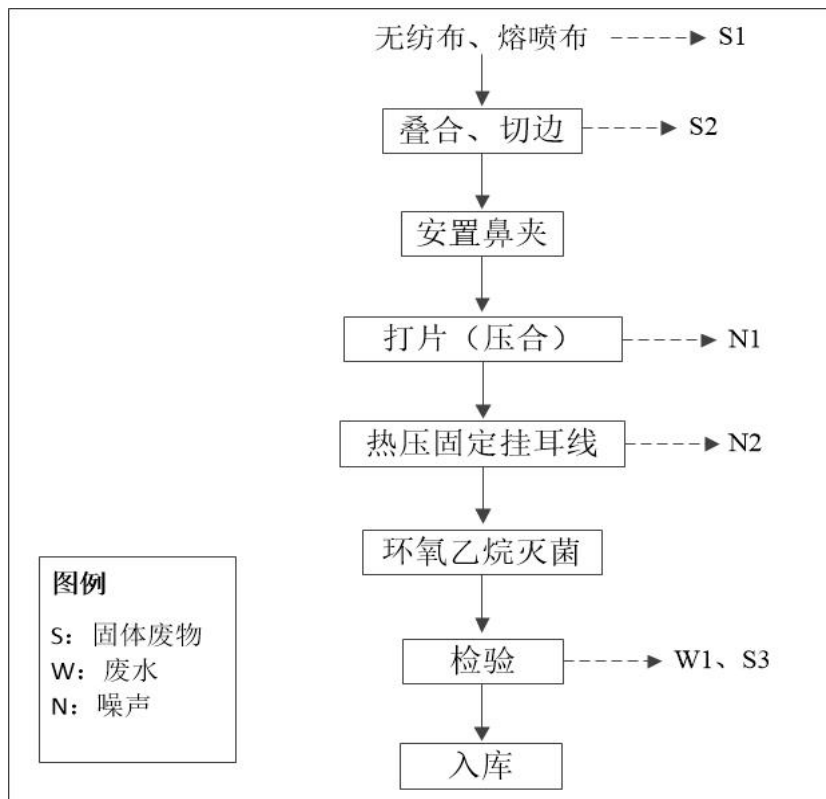 无纺布、熔喷布 S1
叠合、切边 S2
安置鼻夹
打片（压合） N1
热压固定挂耳线 N2
环氧乙烷灭菌
检验 W1、S3
入库
图例
S：固体废物
W：废水
N：噪声